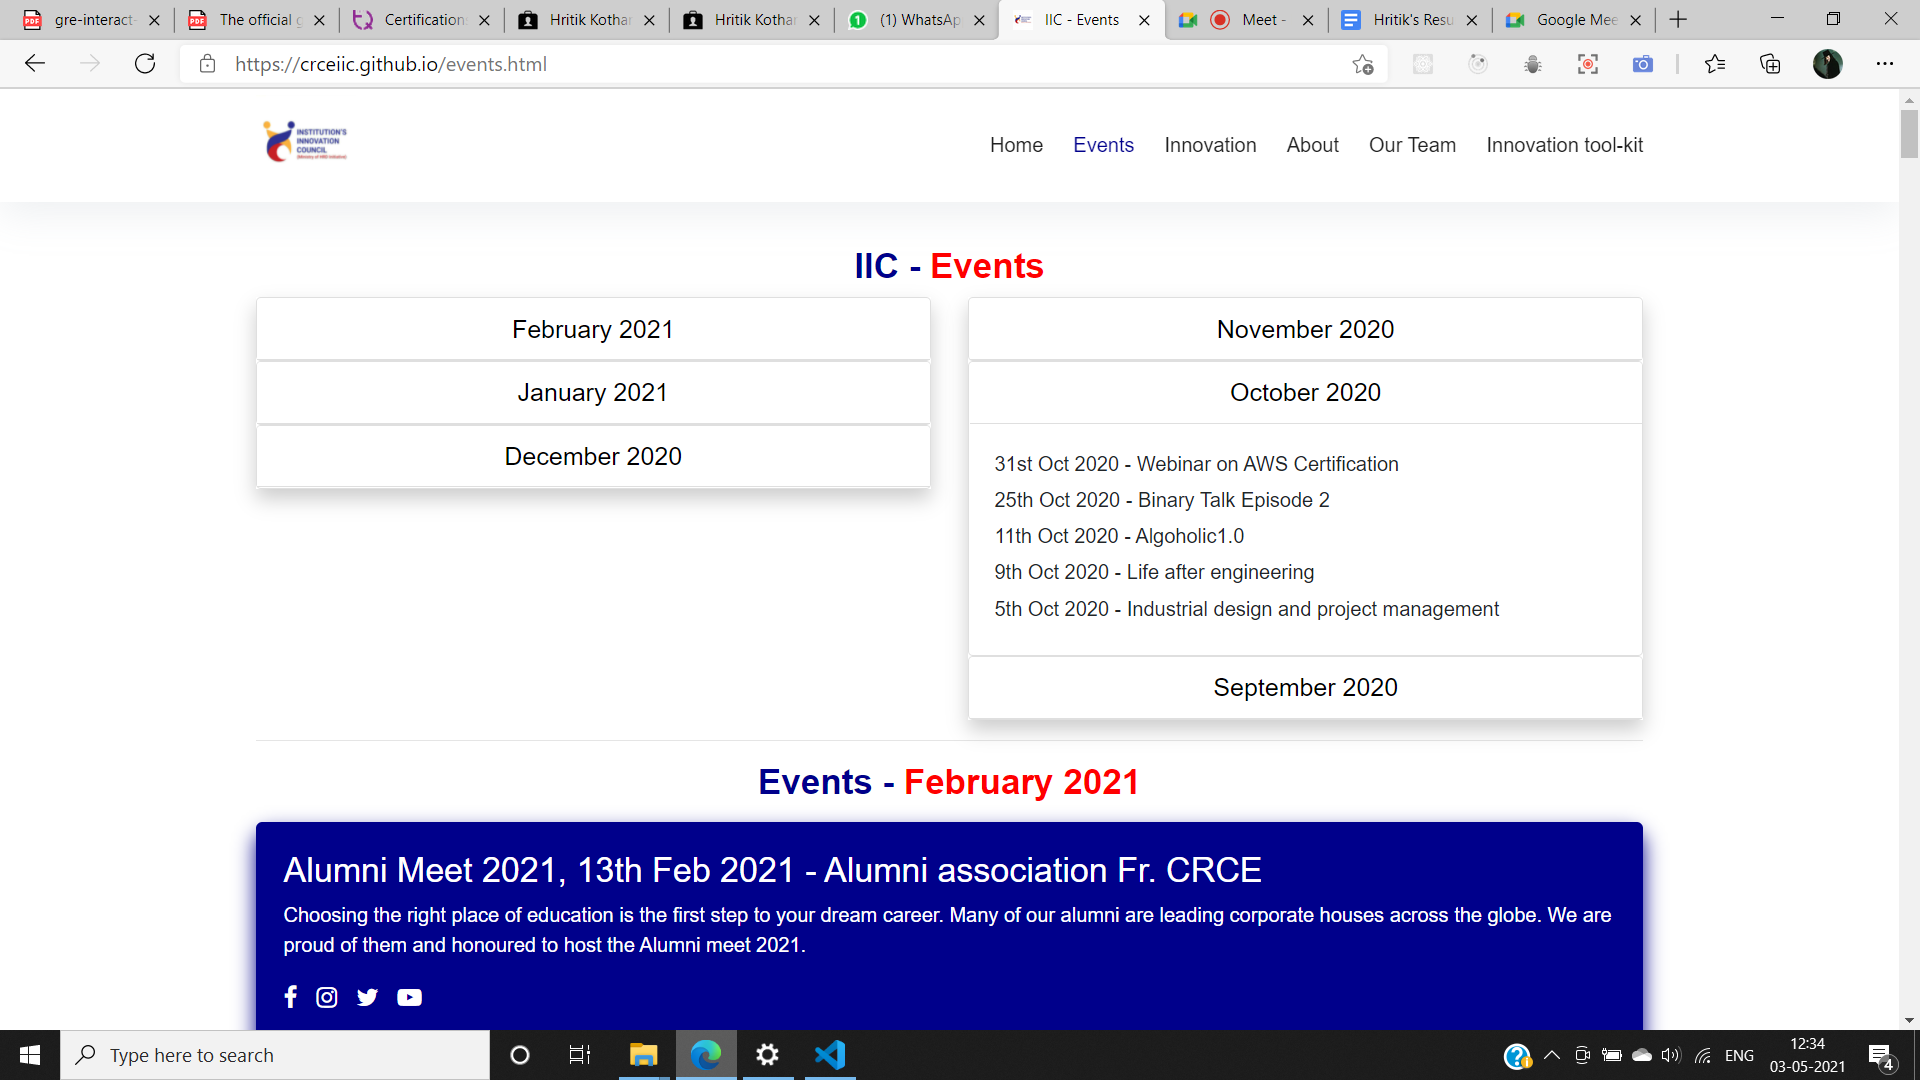 gre-interact-
The official g
Certification
Hritik Kothar
Hritik Kothar
(1) WhatsAp
IIC - Events
Meet -
Hritik's Resu
Google Mee
https://crceiic.github.io/events.html
INSTITUTION'S
INNOVATION
COUNCIL
(Ministry of HRD Initiative)
Home
Events
Innovation
About
Our Team
Innovation tool-kit
IIC - Events
February 2021
January 2021
December 2020
November 2020
October 2020
31st Oct 2020 - Webinar on AWS Certification
25th Oct 2020 - Binary Talk Episode 2
11th Oct 2020 - Algoholic1.0
9th Oct 2020 - Life after engineering
5th Oct 2020 - Industrial design and project management
September 2020
Events - February 2021
Alumni Meet 2021, 13th Feb 2021 - Alumni association Fr. CRCE
Choosing the right place of education is the first step to your dream career. Many of our alumni are leading corporate houses across the globe. We are
proud of them and honoured to host the Alumni meet 2021.
Type here to search
ENG
12:34
03-05-2021
4